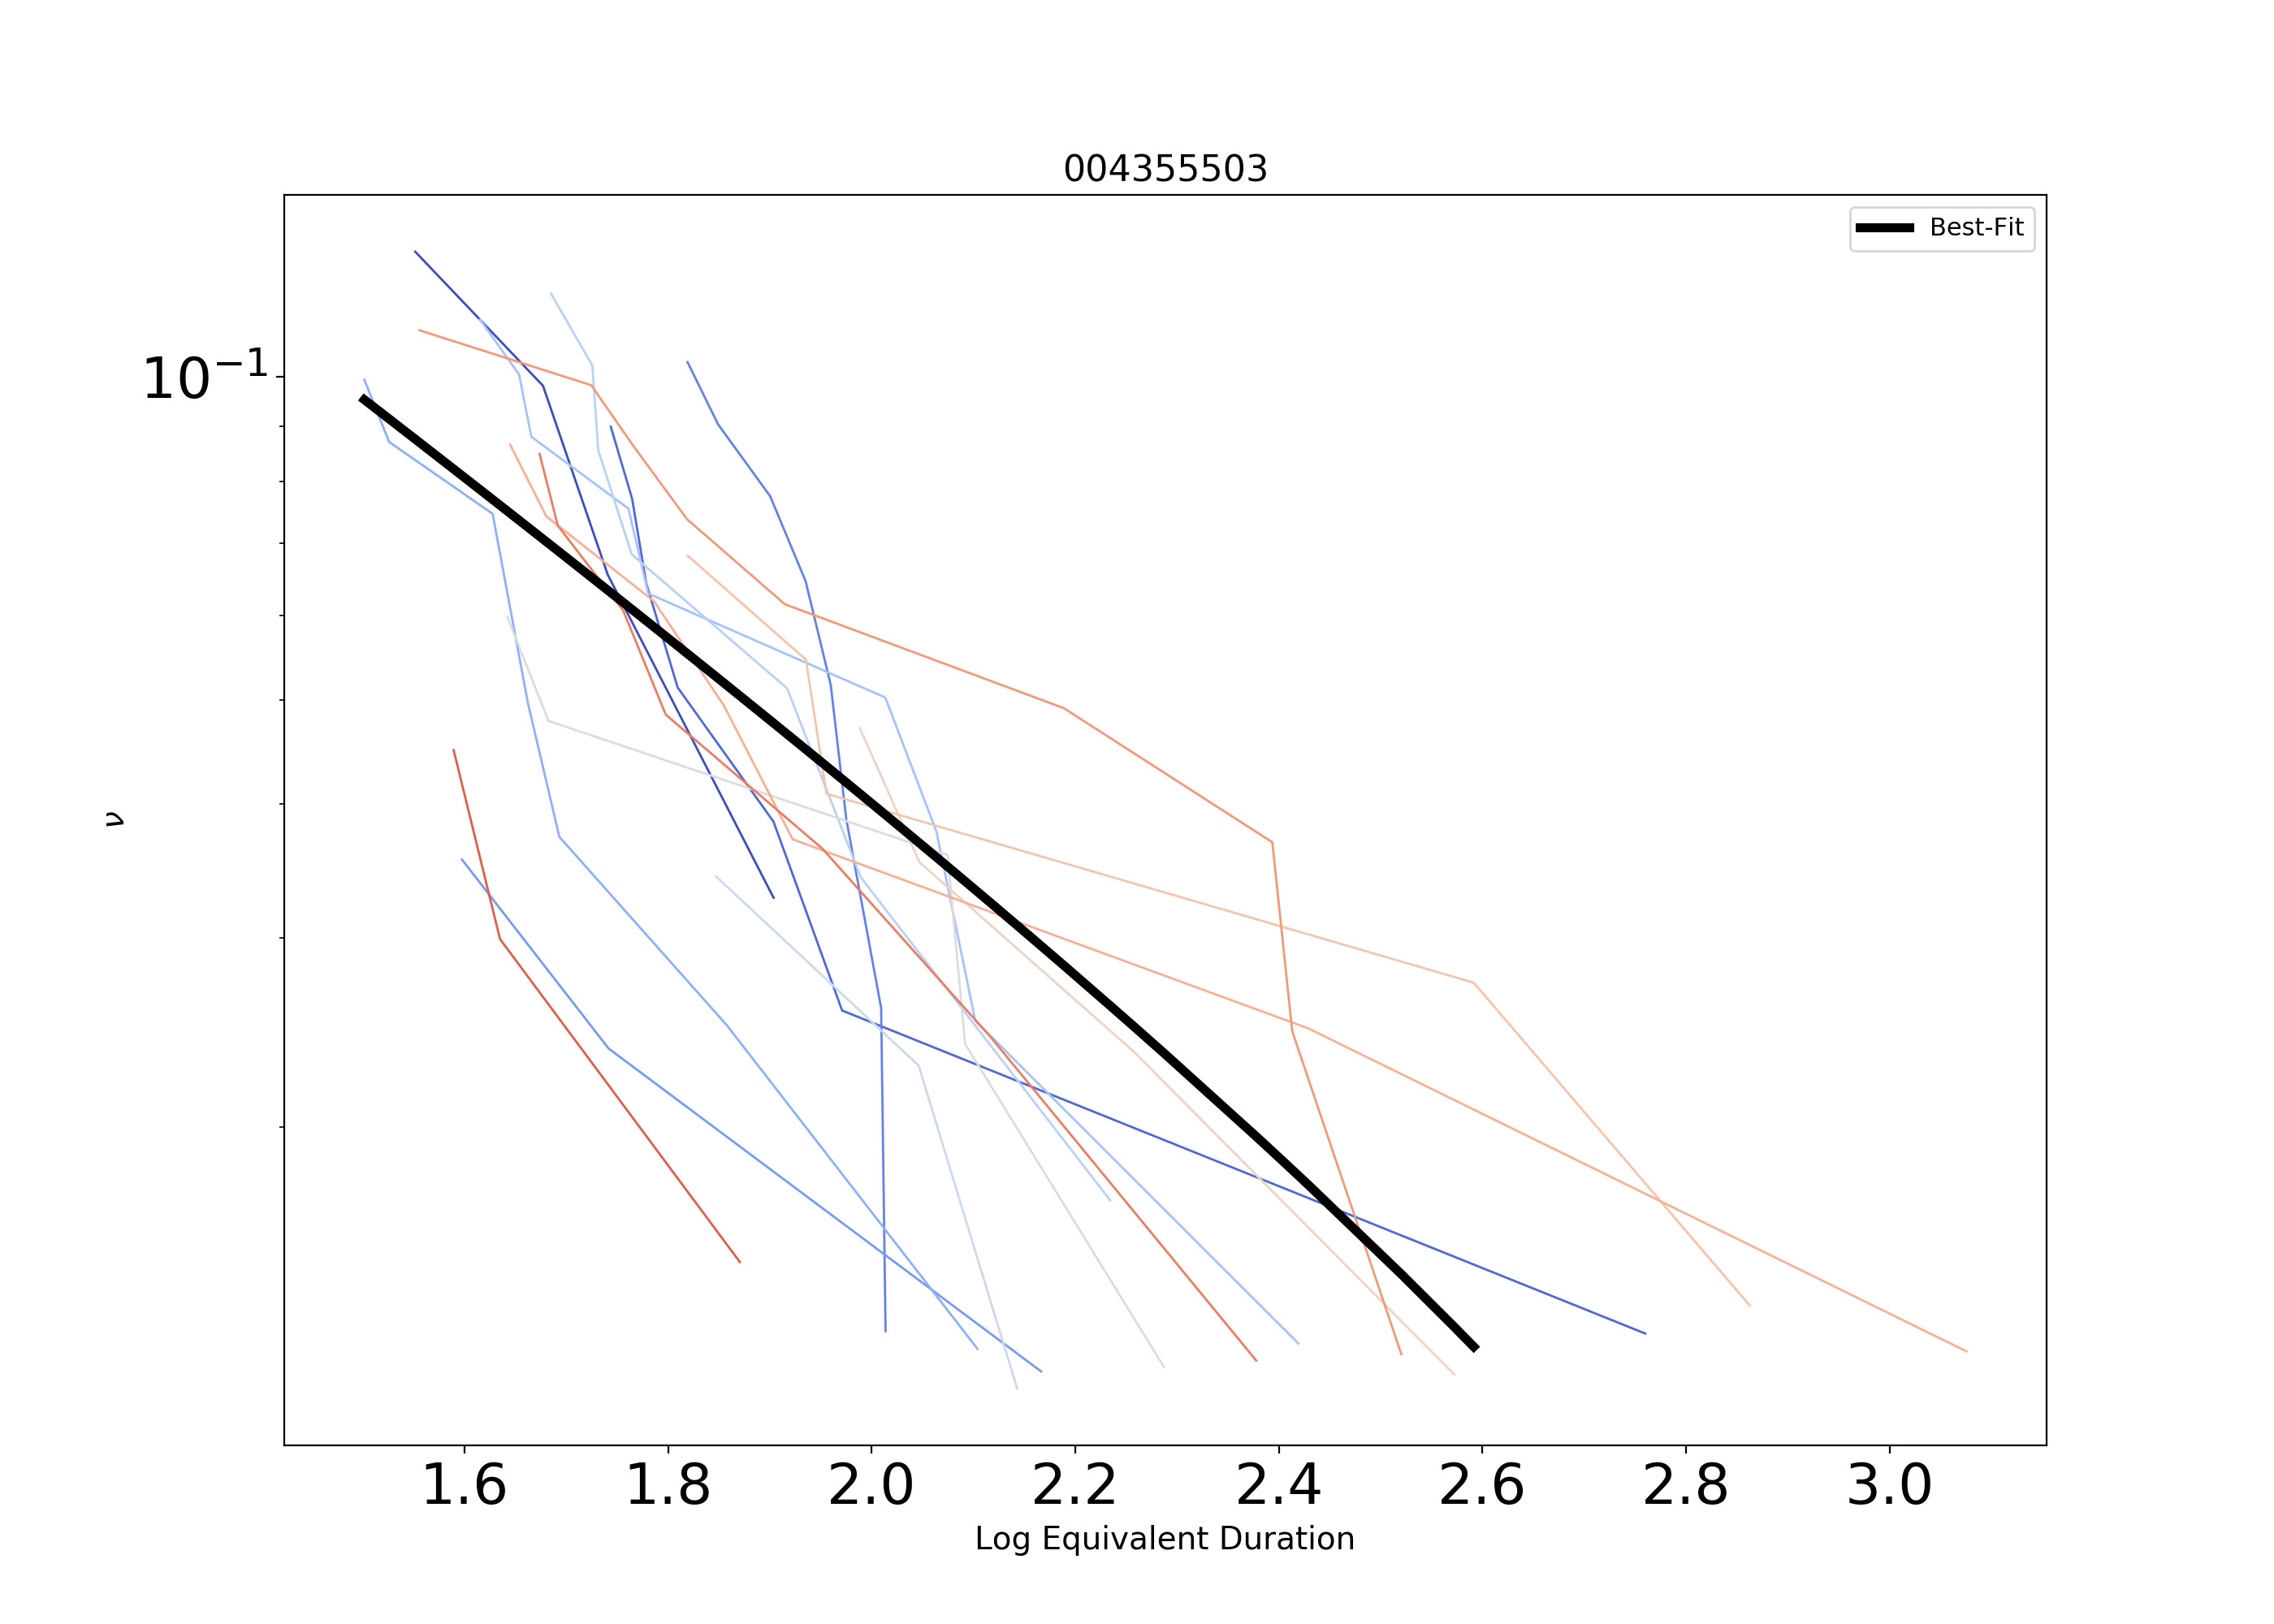 004355503
Best-Fit
10⁻¹
ν
1.6 1.8 2.0 2.2 2.4 2.6 2.8 3.0
Log Equivalent Duration